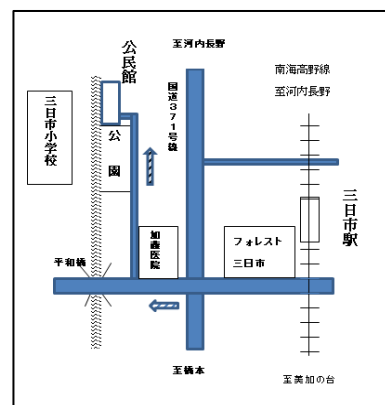 至河内長野
公民館
国道371号線
南海高野線
至河内長野
三日市小学校
公園
三日市駅
加藤医院
フォレスト
三日市
平和橋
至橋本
至美加の台